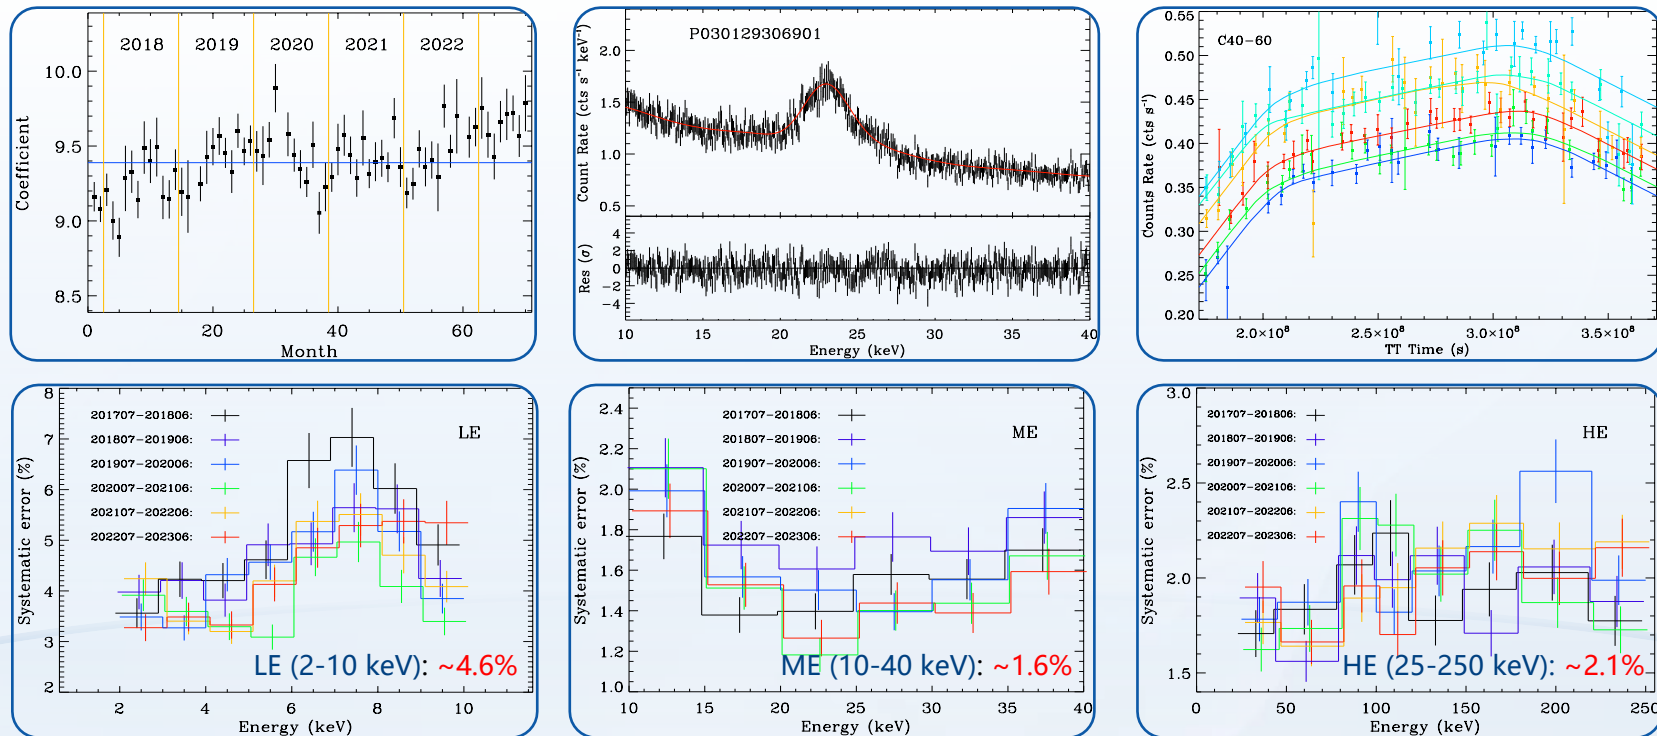 2018 2019 2020 2021 2022
10.0
9.5
9.0
8.5
Coefficient
0 20 40 60
Month
P030129306901
2.0
1.5
1.0
0.5
Count Rate (cts s⁻¹ keV⁻¹)
4
2
0
−2
−4
Res (σ)
10 15 20 25 30 35 40
Energy (keV)
C40-60
0.55
0.50
0.45
0.40
0.35
0.30
0.25
0.20
Counts Rate (cts s⁻¹)
2.0×10⁸ 2.5×10⁸ 3.0×10⁸ 3.5×10⁸
TT Time (s)
LE
201707-201806:
201807-201906:
201907-202006:
202007-202106:
202107-202206:
202207-202306:
8
7
6
5
4
3
2
Systematic error (%)
LE (2-10 keV): ~4.6%
2 4 6 8 10
Energy (keV)
ME
201707-201806:
201807-201906:
201907-202006:
202007-202106:
202107-202206:
202207-202306:
2.4
2.2
2.0
1.8
1.6
1.4
1.2
1.0
Systematic error (%)
ME (10-40 keV): ~1.6%
10 15 20 25 30 35 40
Energy (keV)
HE
201707-201806:
201807-201906:
201907-202006:
202007-202106:
202107-202206:
202207-202306:
3.0
2.5
2.0
1.5
Systematic error (%)
HE (25-250 keV): ~2.1%
0 50 100 150 200 250
Energy (keV)